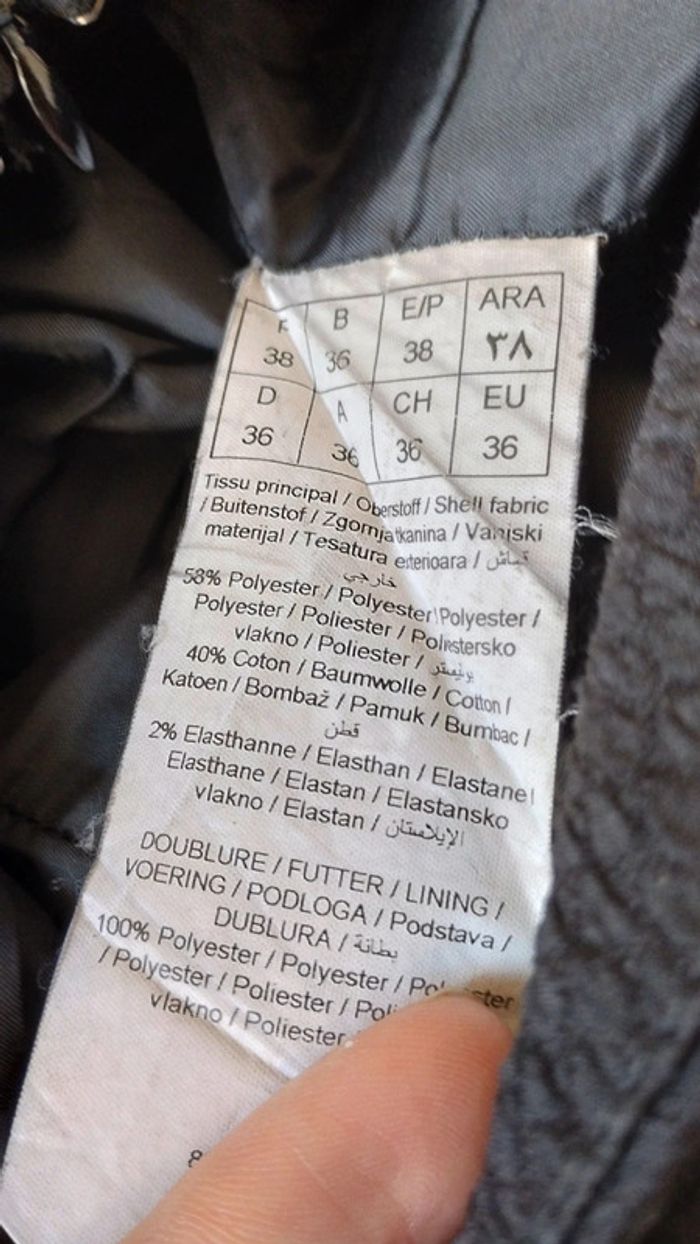 F B E/P ARA
38 36 38 ٣٨
D A CH EU
36 36 36 36
Tissu principal / Oberstoff / Shell fabric
/ Buitenstof / Zgornja tkanina / Vanjski
materijal / Tesatura exterioara / قماش
خارجي
58% Polyester / Polyester / Polyester /
Polyester / Poliester / Poliestersko
vlakno / Poliester / بوليستر
40% Coton / Baumwolle / Cotton /
Katoen / Bombaž / Pamuk / Bumbac /
قطن
2% Elasthanne / Elasthan / Elastane /
Elasthane / Elastan / Elastansko
vlakno / Elastan / الإيلاستان
DOUBLURE / FUTTER / LINING /
VOERING / PODLOGA / Podstava /
DUBLURA / بطانة
100% Polyester / Polyester /
/ Polyester / Poliester /
vlakno / Poliester
8